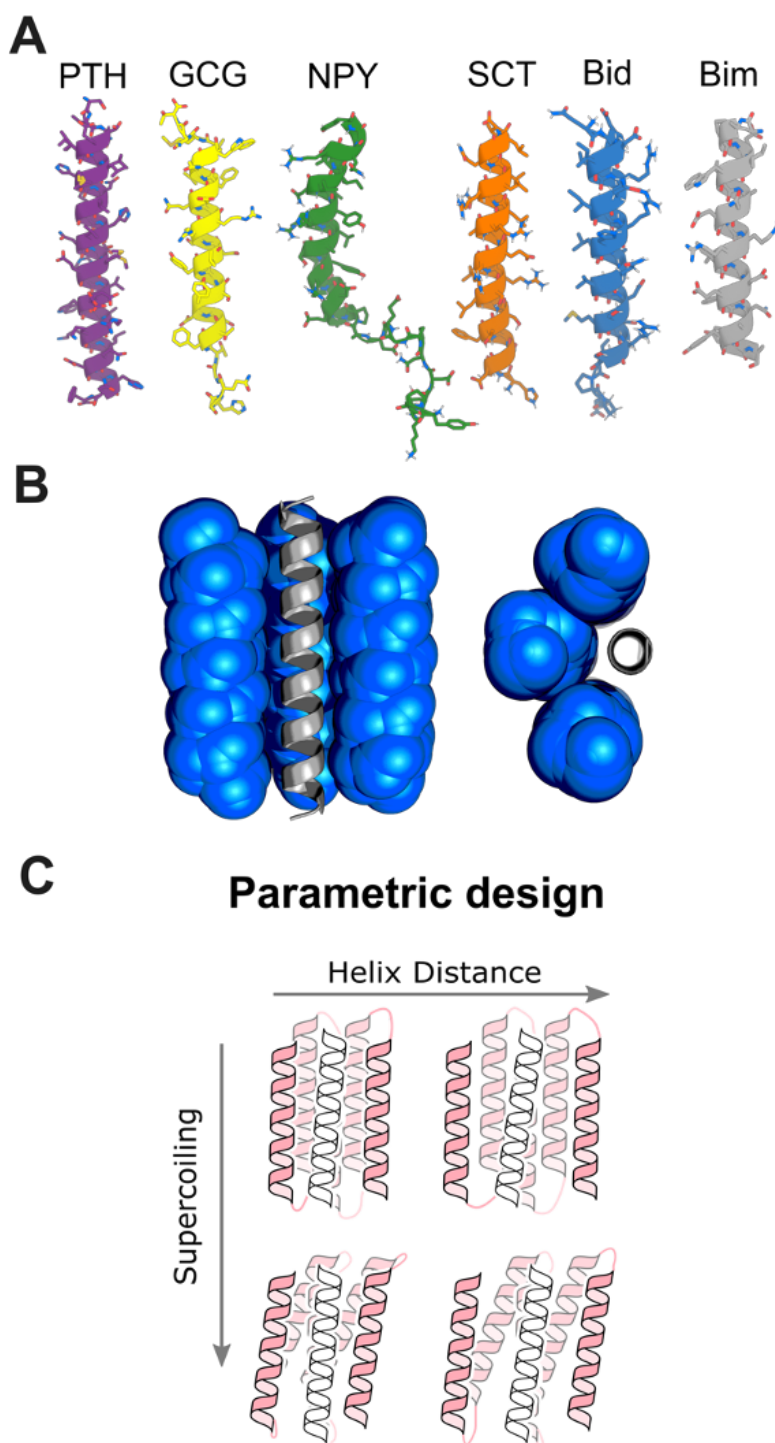 A
PTH GCG NPY SCT Bid Bim
B
C
Parametric design
Helix Distance
Supercoiling